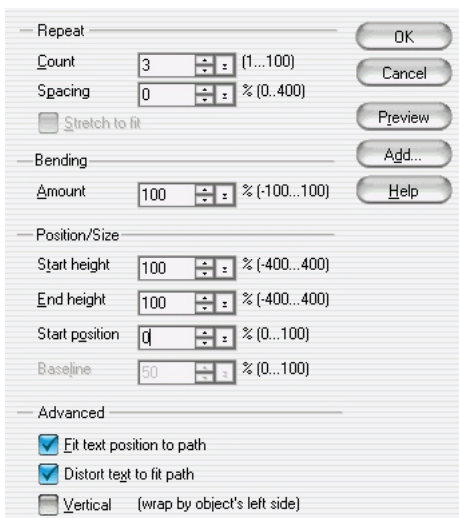 Repeat
Count 3 (1...100)
Spacing 0 % (0..400)
Stretch to fit
Bending
Amount 100 % (-100...100)
Position/Size
Start height 100 % (-400...400)
End height 100 % (-400...400)
Start position 0 % (0...100)
Baseline 50 % (0...100)
Advanced
Fit text position to path
Distort text to fit path
Vertical (wrap by object's left side)
OK
Cancel
Preview
Add...
Help